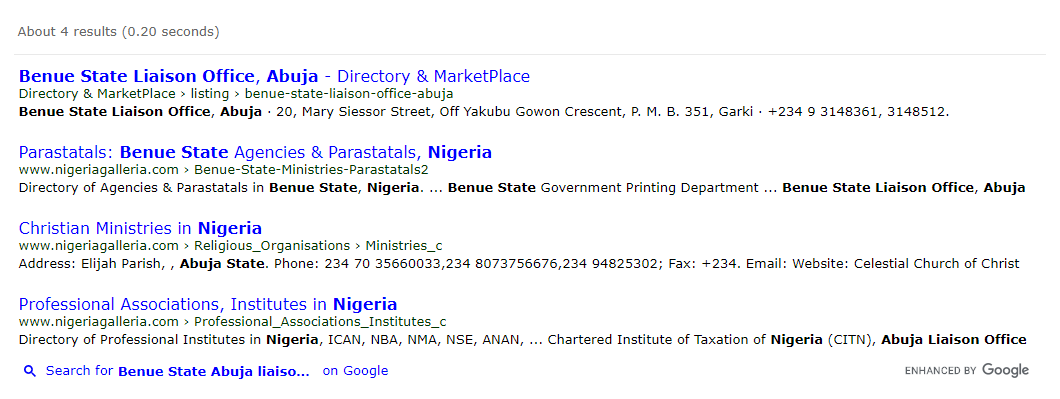 About 4 results (0.20 seconds)
Benue State Liaison Office, Abuja - Directory & MarketPlace
Directory & MarketPlace › listing › benue-state-liaison-office-abuja
Benue State Liaison Office, Abuja · 20, Mary Siessor Street, Off Yakubu Gowon Crescent, P. M. B. 351, Garki · +234 9 3148361, 3148512.
Parastatals: Benue State Agencies & Parastatals, Nigeria
www.nigeriagalleria.com › Benue-State-Ministries-Parastatals2
Directory of Agencies & Parastatals in Benue State, Nigeria. ... Benue State Government Printing Department ... Benue State Liaison Office, Abuja
Christian Ministries in Nigeria
www.nigeriagalleria.com › Religious_Organisations › Ministries_c
Address: Elijah Parish, , Abuja State. Phone: 234 70 35660033,234 8073756676,234 94825302; Fax: +234. Email: Website: Celestial Church of Christ
Professional Associations, Institutes in Nigeria
www.nigeriagalleria.com › Professional_Associations_Institutes_c
Directory of Professional Institutes in Nigeria, ICAN, NBA, NMA, NSE, ANAN, ... Chartered Institute of Taxation of Nigeria (CITN), Abuja Liaison Office
Search for Benue State Abuja liaiso... on Google
ENHANCED BY Google